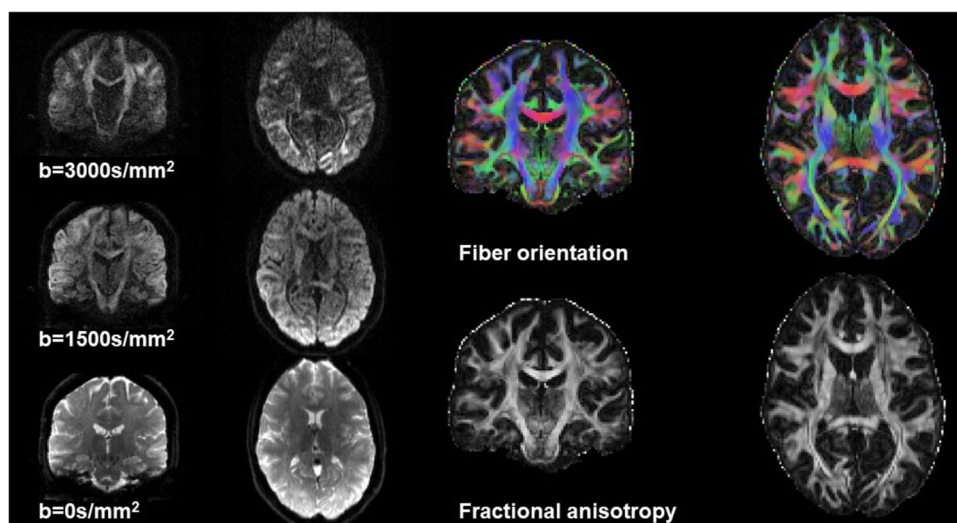 b=3000s/mm²
b=1500s/mm²
b=0s/mm²
Fiber orientation
Fractional anisotropy